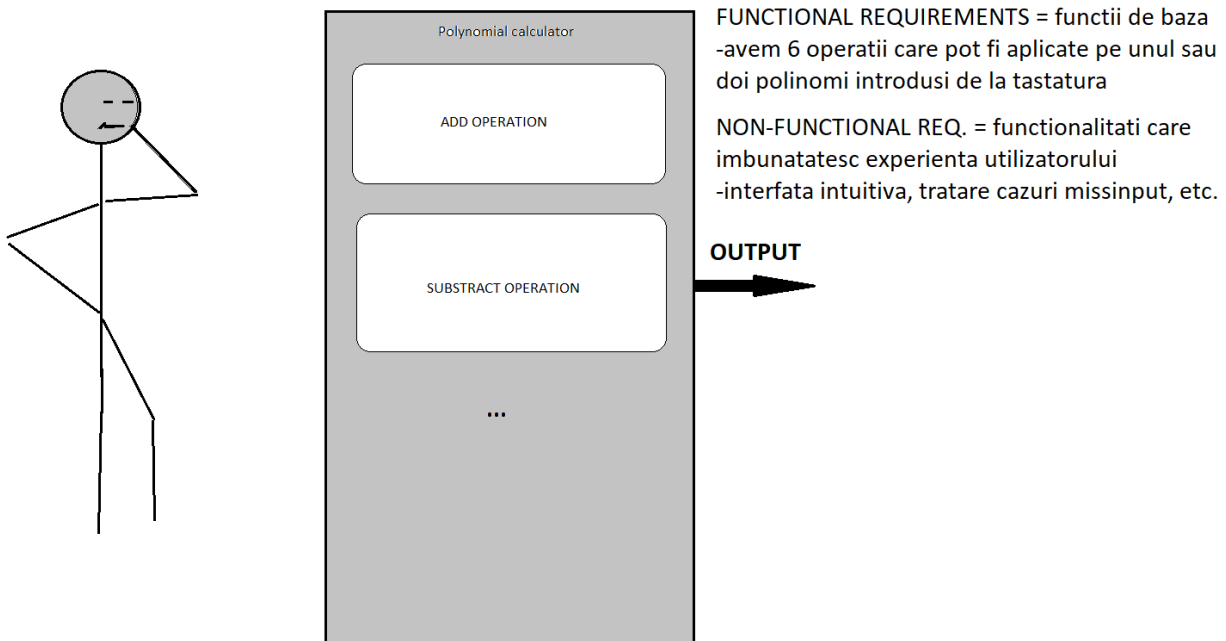 Polynomial calculator
ADD OPERATION
SUBSTRACT OPERATION
...
FUNCTIONAL REQUIREMENTS = functii de baza
-avem 6 operatii care pot fi aplicate pe unul sau
doi polinomi introdusi de la tastatura
NON-FUNCTIONAL REQ. = functionalitati care
imbunatatesc experienta utilizatorului
-interfata intuitiva, tratare cazuri missinput, etc.
OUTPUT